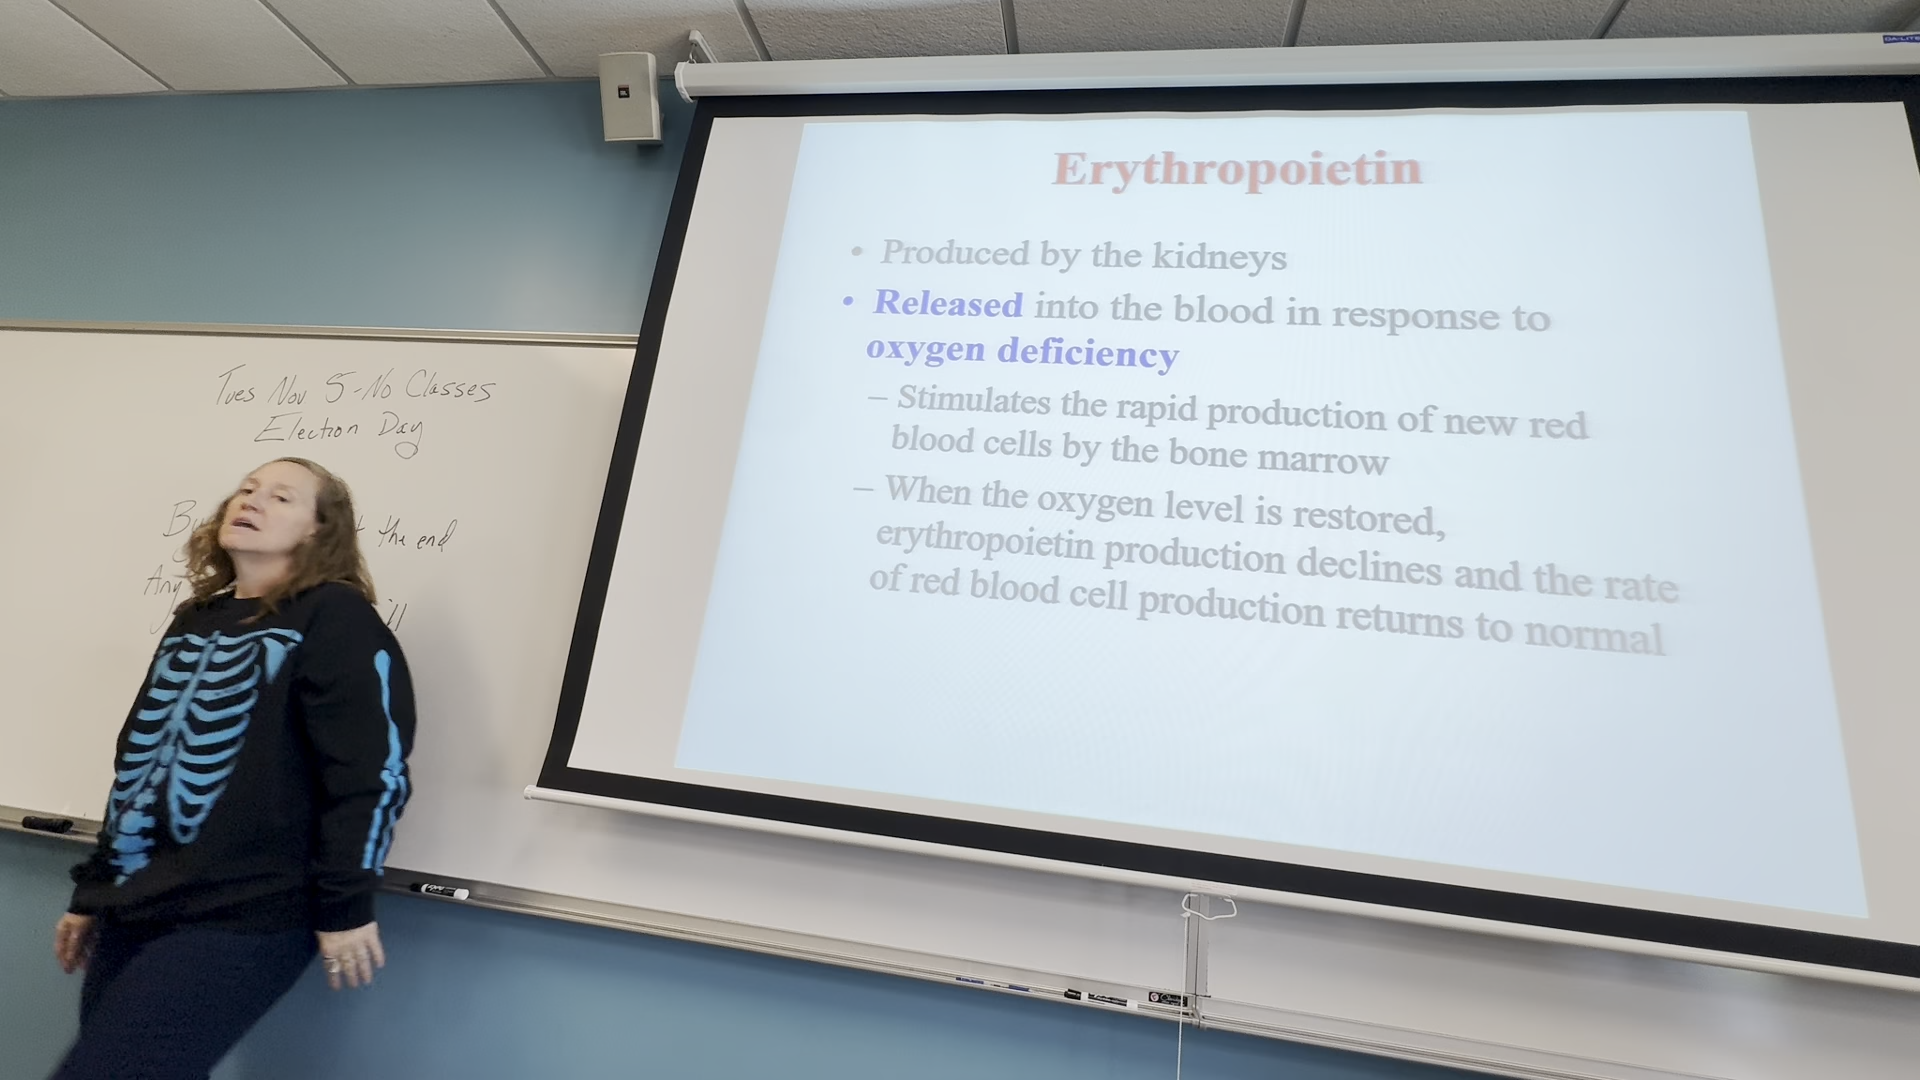 Erythropoietin
• Produced by the kidneys
• Released into the blood in response to
oxygen deficiency
– Stimulates the rapid production of new red
blood cells by the bone marrow
– When the oxygen level is restored,
erythropoietin production declines and the rate
of red blood cell production returns to normal
Tues Nov 5-No Classes
Election Day
the end
Any